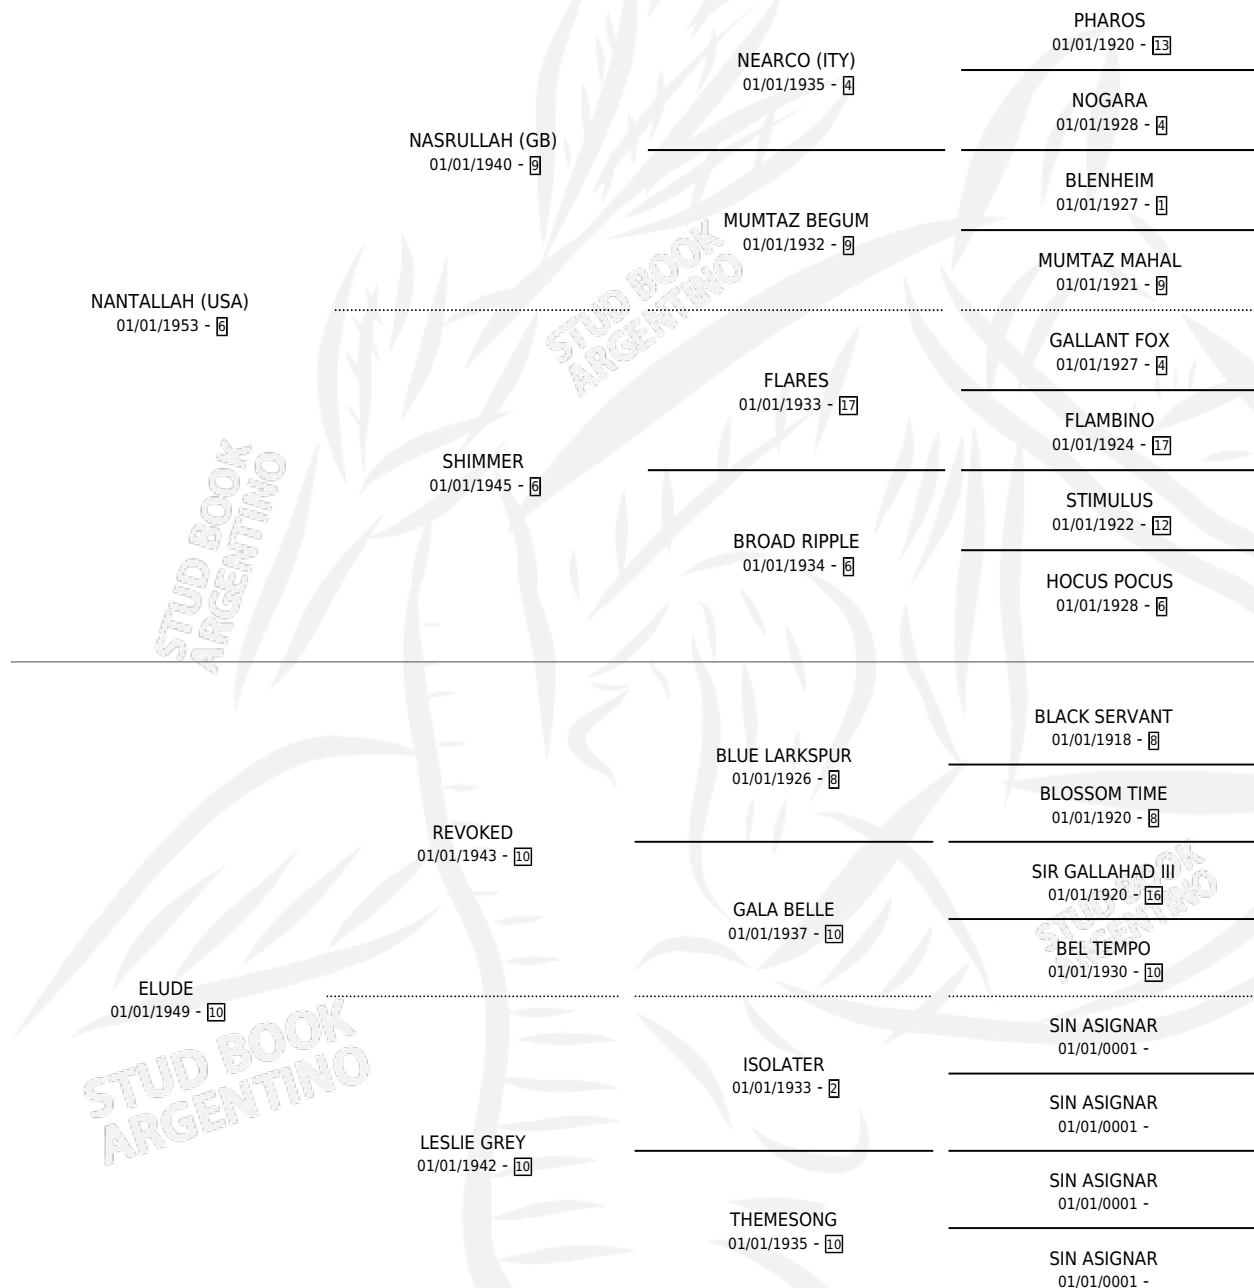 PHAROS
01/01/1920 - 13
NEARCO (ITY)
01/01/1935 - 4
NOGARA
01/01/1928 - 4
NASRULLAH (GB)
01/01/1940 - 9
BLENHEIM
01/01/1927 - 1
MUMTAZ BEGUM
01/01/1932 - 9
MUMTAZ MAHAL
01/01/1921 - 9
NANTALLAH (USA)
01/01/1953 - 6
STUD BOOK
ARGENTINO
GALLANT FOX
01/01/1927 - 4
FLARES
01/01/1933 - 17
FLAMBINO
01/01/1924 - 17
SHIMMER
01/01/1945 - 6
STIMULUS
01/01/1922 - 12
BROAD RIPPLE
01/01/1934 - 6
HOCUS POCUS
01/01/1928 - 6
STUD BOOK
ARGENTINO
BLACK SERVANT
01/01/1918 - 8
BLUE LARKSPUR
01/01/1926 - 8
BLOSSOM TIME
01/01/1920 - 8
REVOKED
01/01/1943 - 10
SIR GALLAHAD III
01/01/1920 - 16
GALA BELLE
01/01/1937 - 10
STUD BOOK
ARGENTINO
BEL TEMPO
01/01/1930 - 10
ELUDE
01/01/1949 - 10
STUD BOOK
ARGENTINO
SIN ASIGNAR
01/01/0001 -
ISOLATER
01/01/1933 - 2
SIN ASIGNAR
01/01/0001 -
LESLIE GREY
01/01/1942 - 10
SIN ASIGNAR
01/01/0001 -
THEMESONG
01/01/1935 - 10
SIN ASIGNAR
01/01/0001 -